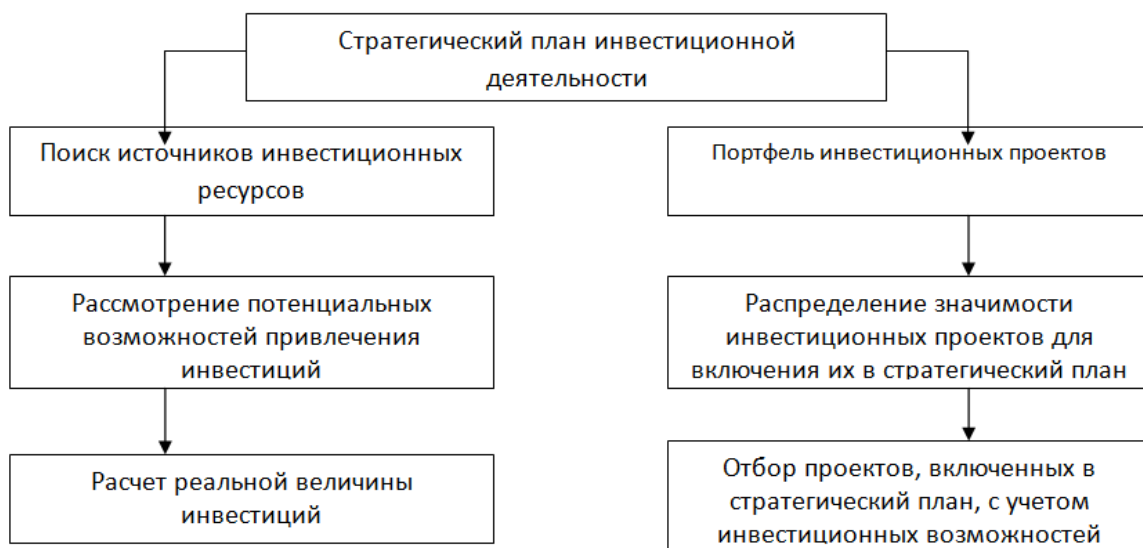 Стратегический план инвестиционной
деятельности
Поиск источников инвестиционных
ресурсов
Портфель инвестиционных проектов
Рассмотрение потенциальных
возможностей привлечения
инвестиций
Распределение значимости
инвестиционных проектов для
включения их в стратегический план
Расчет реальной величины
инвестиций
Отбор проектов, включенных в
стратегический план, с учетом
инвестиционных возможностей